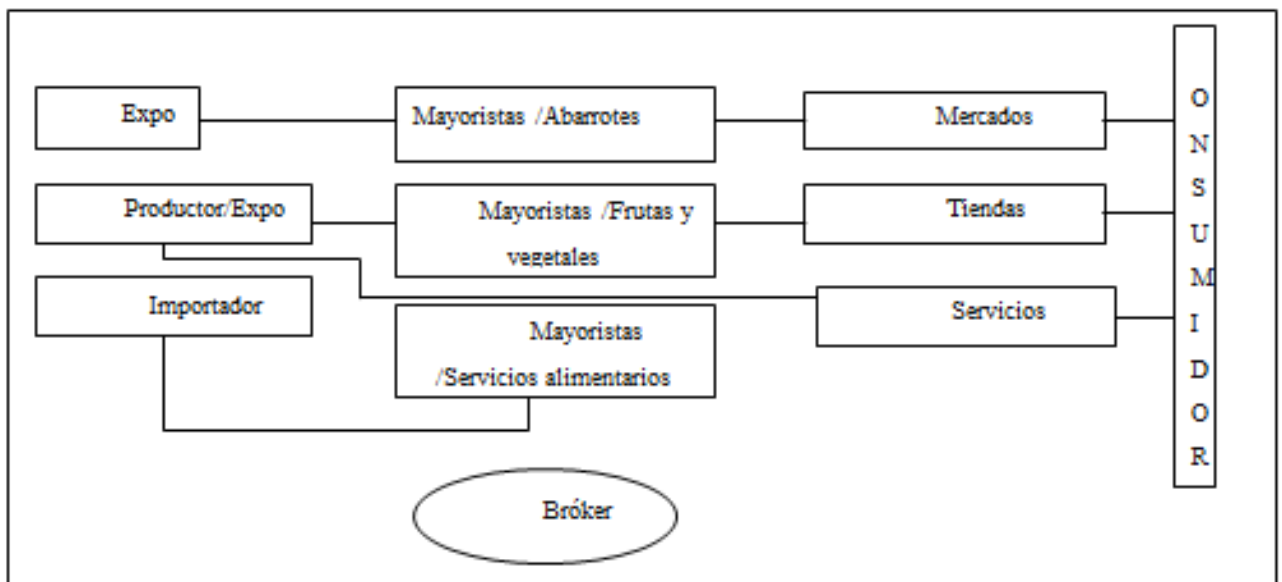 Expo
Mayoristas /Abarrotes
Mercados
Productor/Expo
Mayoristas /Frutas y
vegetales
Tiendas
Importador
Mayoristas
/Servicios alimentarios
Servicios
Bróker
O
N
S
U
M
I
D
O
R